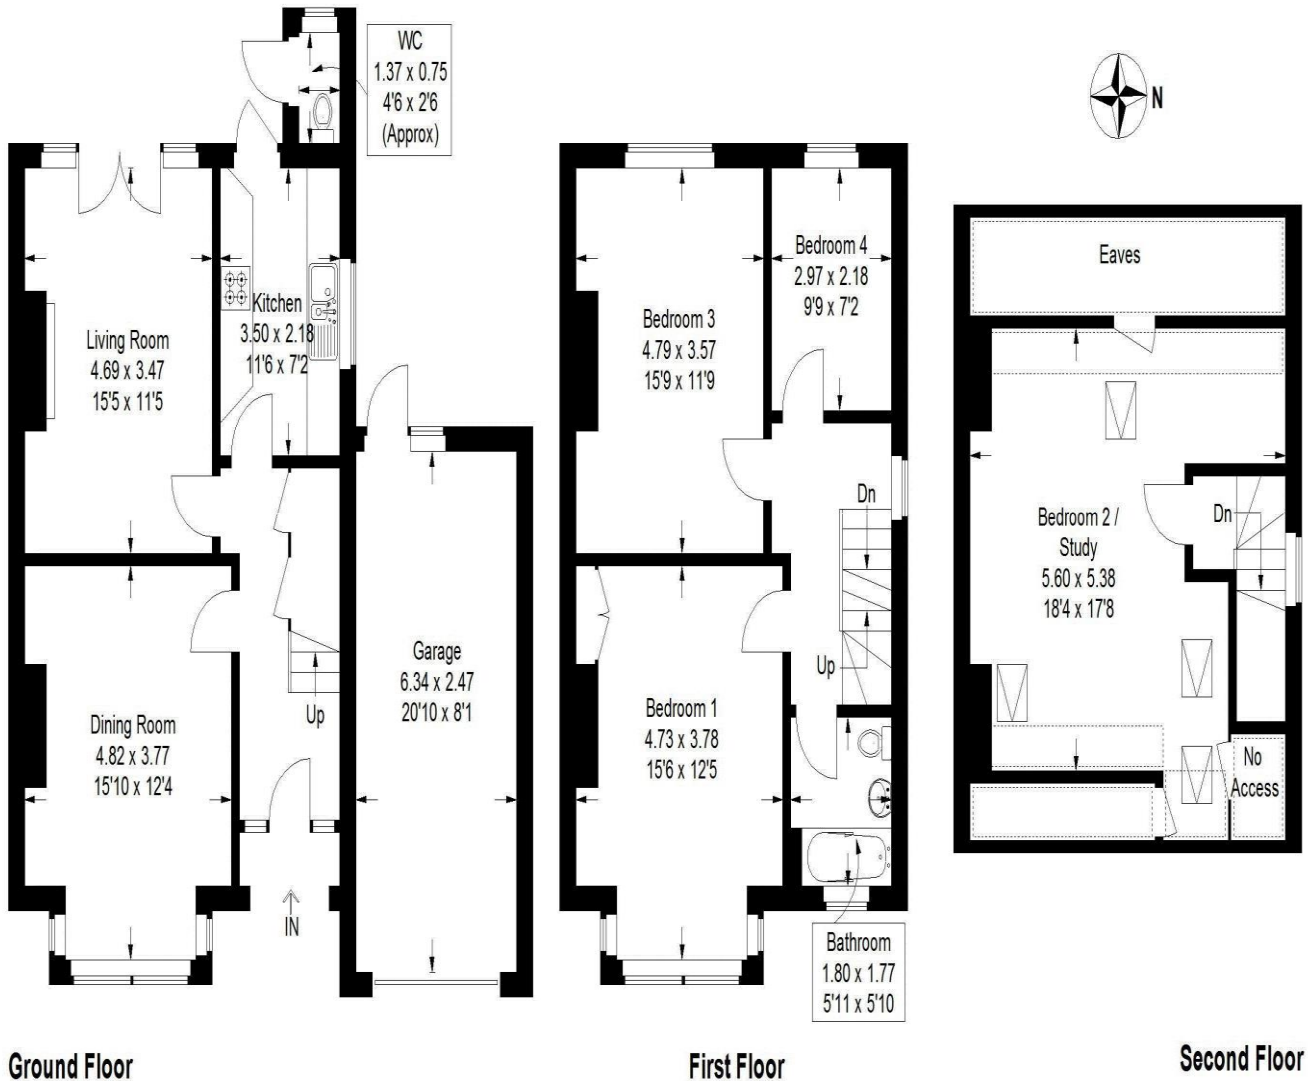 WC
1.37 x 0.75
4'6 x 2'6
(Approx)
Living Room
4.69 x 3.47
15'5 x 11'5
Kitchen
3.50 x 2.18
11'6 x 7'2
Dining Room
4.82 x 3.77
15'10 x 12'4
Up
IN
Garage
6.34 x 2.47
20'10 x 8'1
Ground Floor
Bedroom 3
4.79 x 3.57
15'9 x 11'9
Bedroom 4
2.97 x 2.18
9'9 x 7'2
Dn
Up
Bedroom 1
4.73 x 3.78
15'6 x 12'5
Bathroom
1.80 x 1.77
5'11 x 5'10
First Floor
N
Eaves
Bedroom 2 /
Study
5.60 x 5.38
18'4 x 17'8
Dn
No
Access
Second Floor